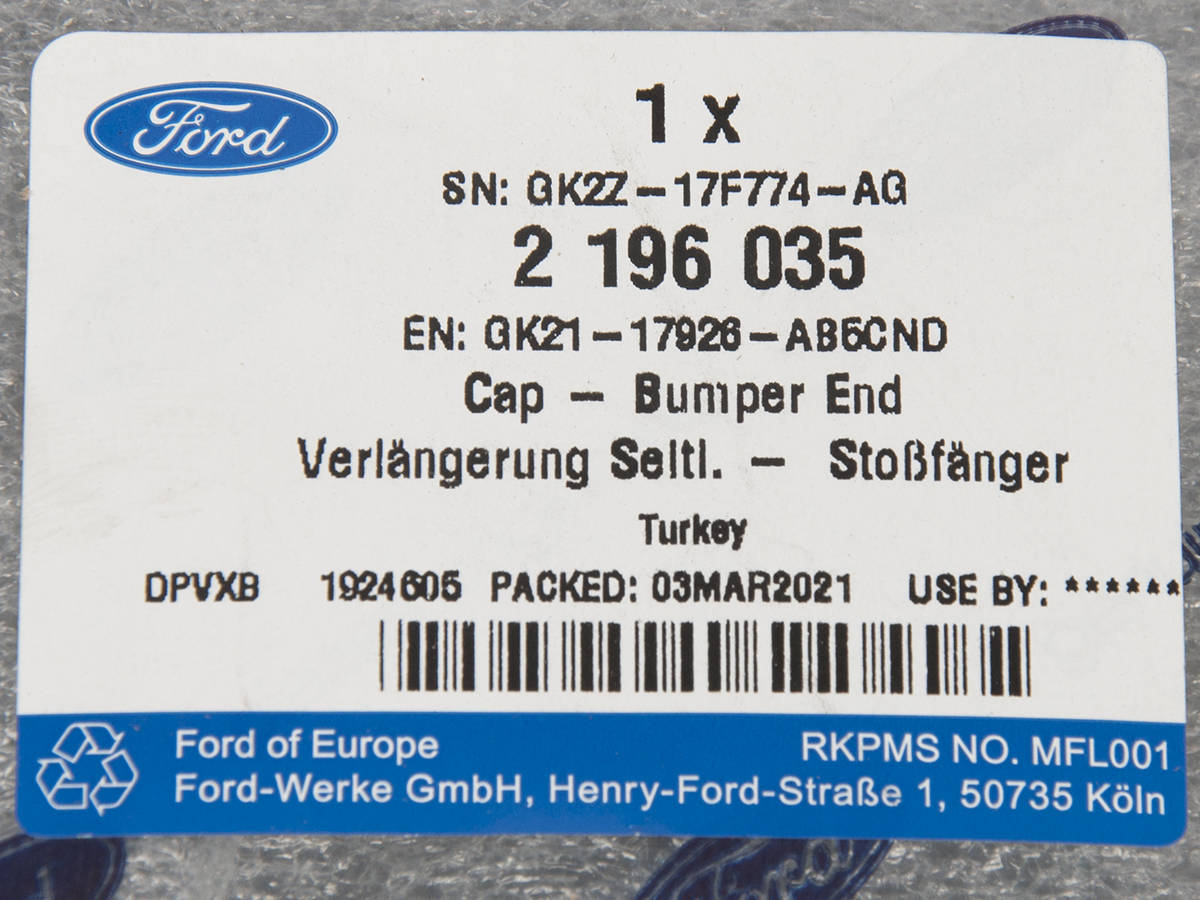 Ford
1 x
SN: GK2Z-17F774-AG
2 196 035
EN: GK21-17926-AB5CND
Cap - Bumper End
Verlängerung Seitl. - Stoßfänger
Turkey
DPVXB 1924605 PACKED: 03MAR2021 USE BY: ******
Ford of Europe RKPMS NO. MFL001
Ford-Werke GmbH, Henry-Ford-Straße 1, 50735 Köln
Ford